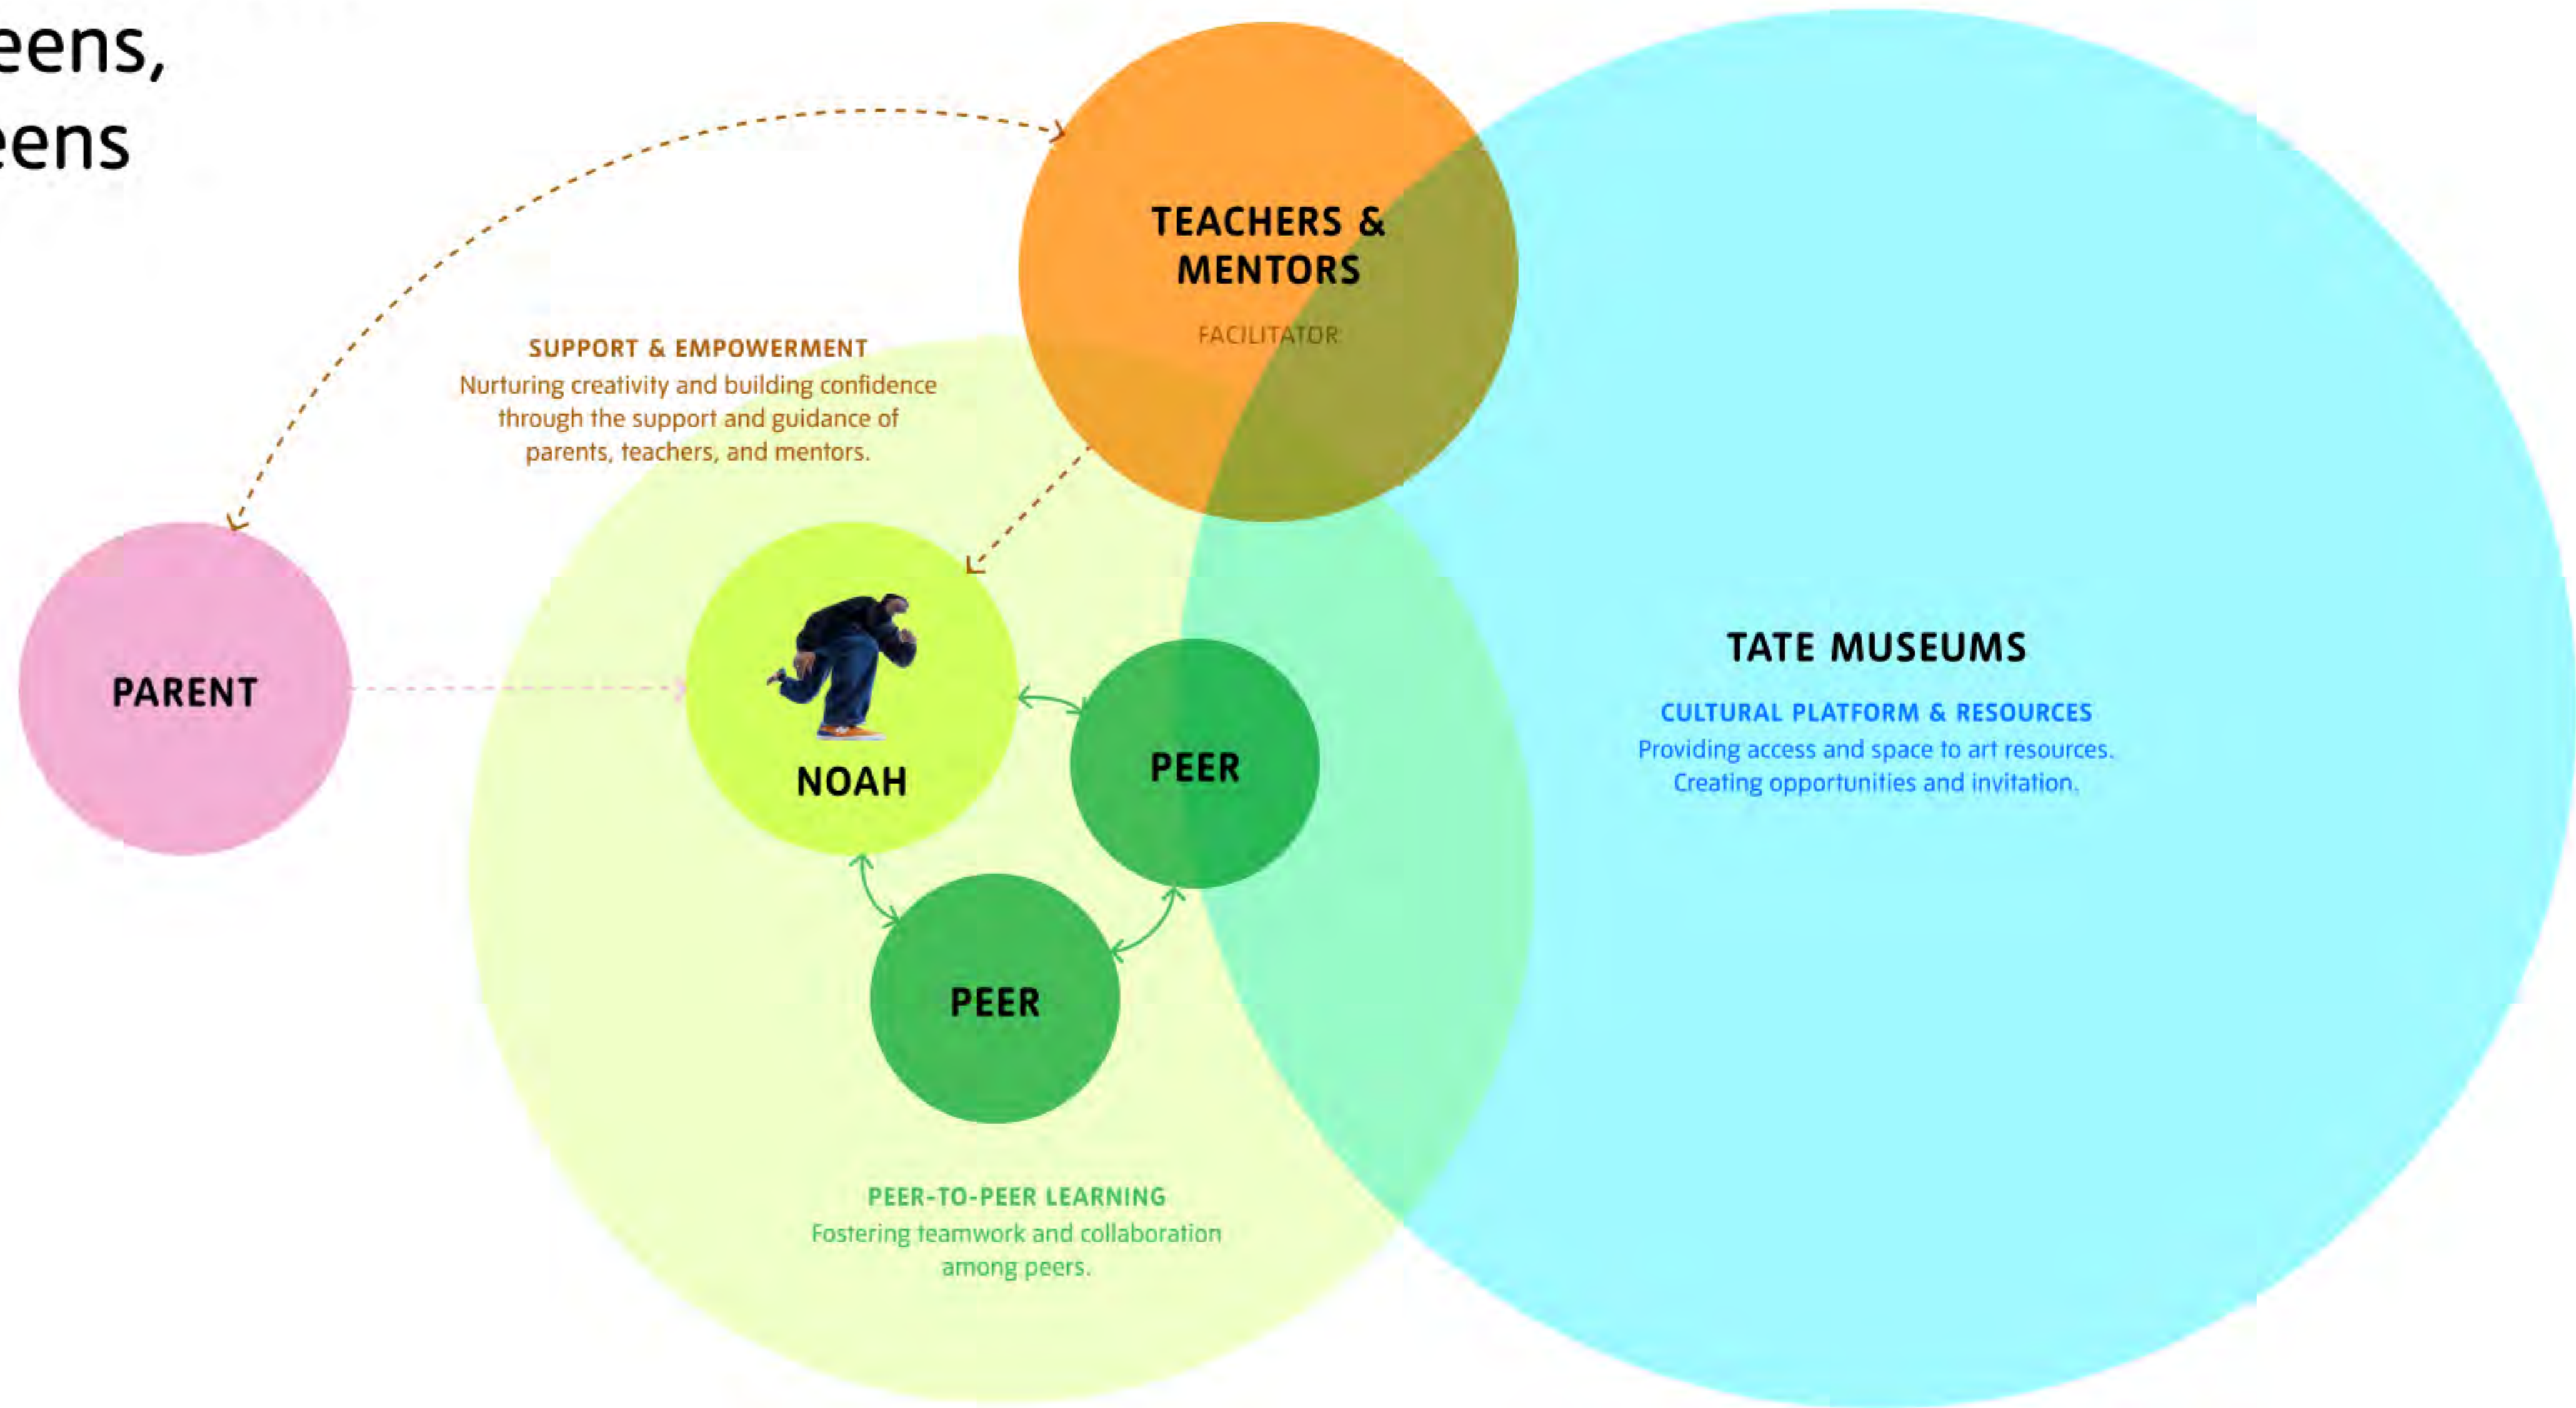 eens,
eens
TEACHERS &
MENTORS
FACILITATOR
SUPPORT & EMPOWERMENT
Nurturing creativity and building confidence
through the support and guidance of
parents, teachers, and mentors.
PARENT
NOAH
PEER
PEER
TATE MUSEUMS
CULTURAL PLATFORM & RESOURCES
Providing access and space to art resources.
Creating opportunities and invitation.
PEER-TO-PEER LEARNING
Fostering teamwork and collaboration
among peers.